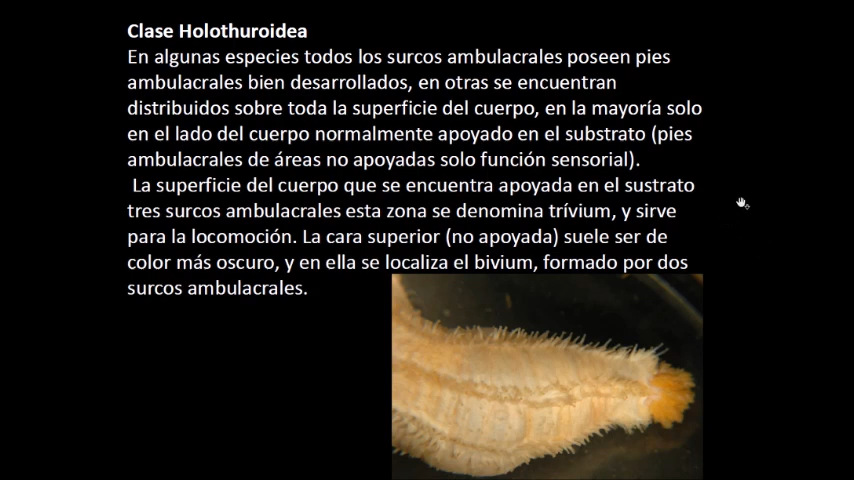 Clase Holothuroidea
En algunas especies todos los surcos ambulacrales poseen pies
ambulacrales bien desarrollados, en otras se encuentran
distribuidos sobre toda la superficie del cuerpo, en la mayoría solo
en el lado del cuerpo normalmente apoyado en el substrato (pies
ambulacrales de áreas no apoyadas solo función sensorial).
La superficie del cuerpo que se encuentra apoyada en el sustrato
tres surcos ambulacrales esta zona se denomina trívium, y sirve
para la locomoción. La cara superior (no apoyada) suele ser de
color más oscuro, y en ella se localiza el bivium, formado por dos
surcos ambulacrales.